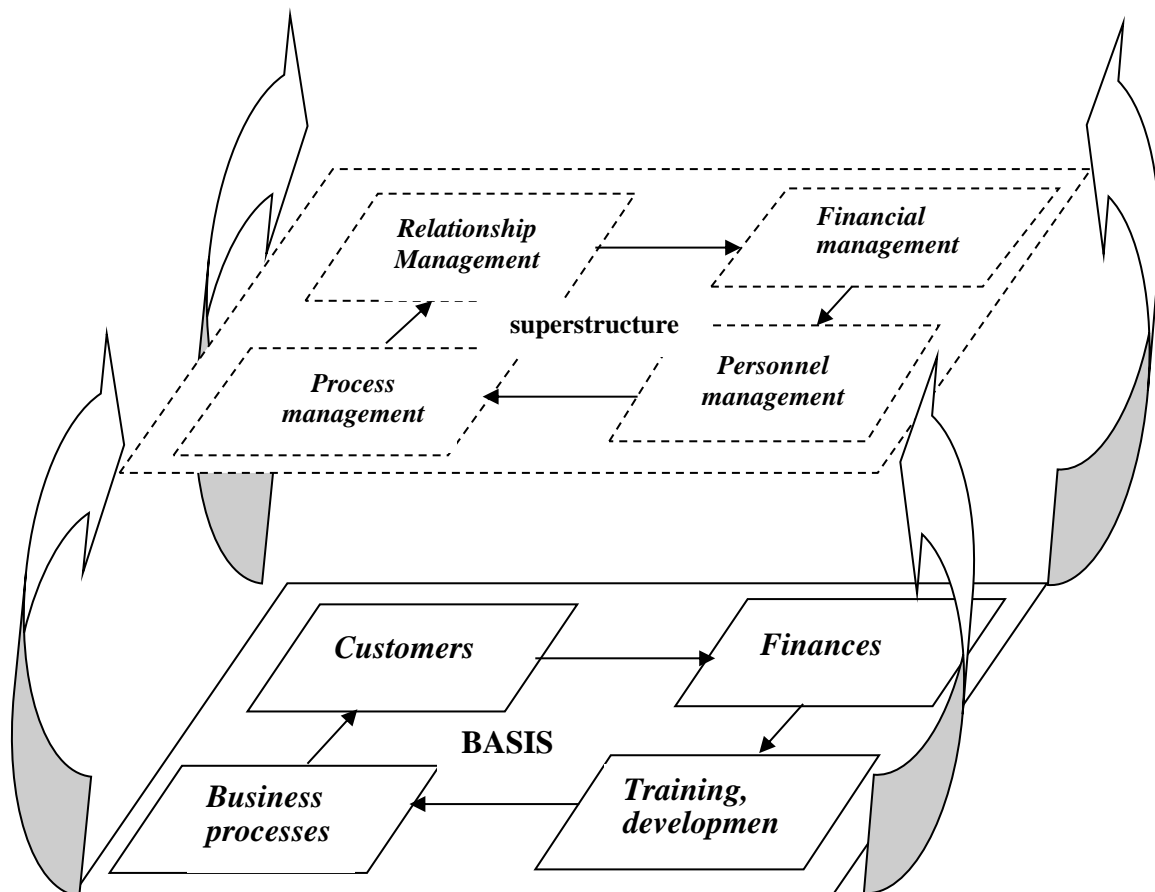 Relationship
Management
Financial
management
superstructure
Process
management
Personnel
management
Customers
Finances
BASIS
Business
processes
Training,
developmen